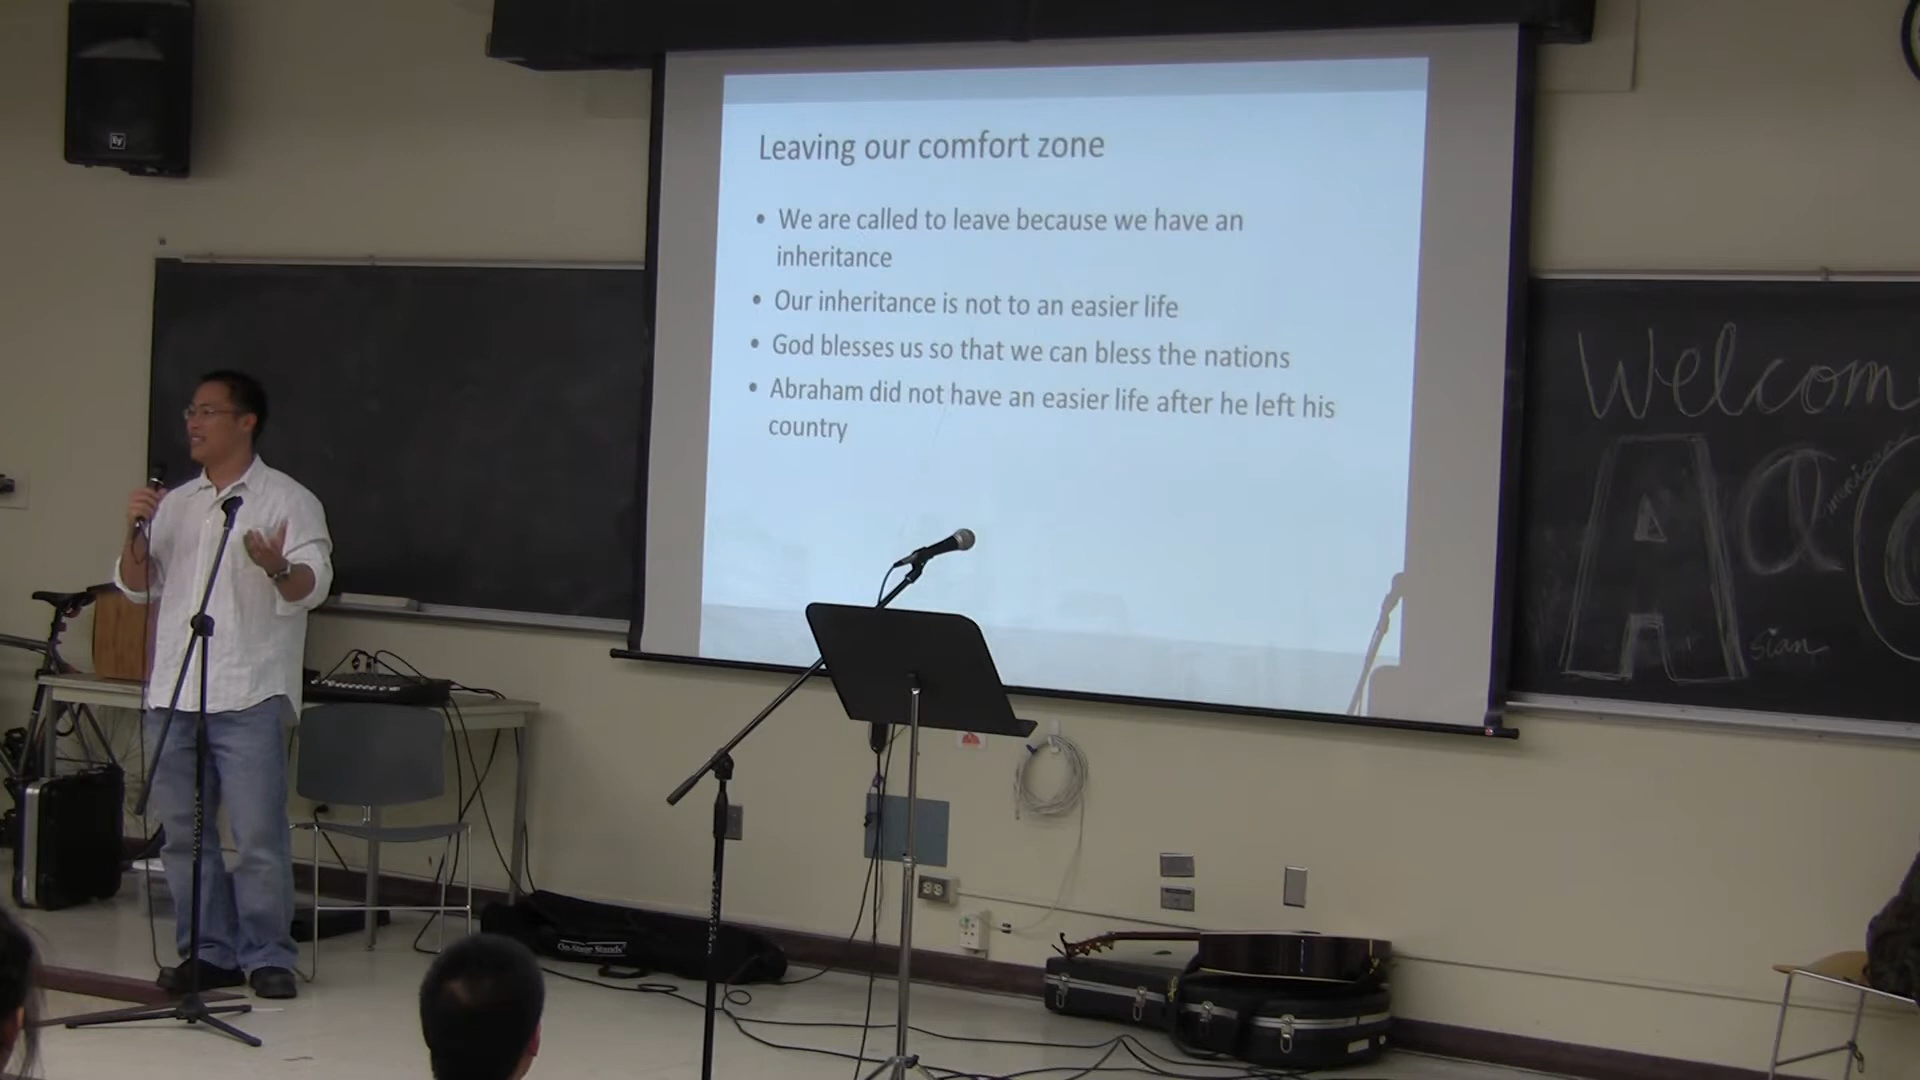 Leaving our comfort zone
• We are called to leave because we have an
inheritance
• Our inheritance is not to an easier life
• God blesses us so that we can bless the nations
• Abraham did not have an easier life after he left his
country
Welcom
A a
merican
sian
EV
On-Stage Stands